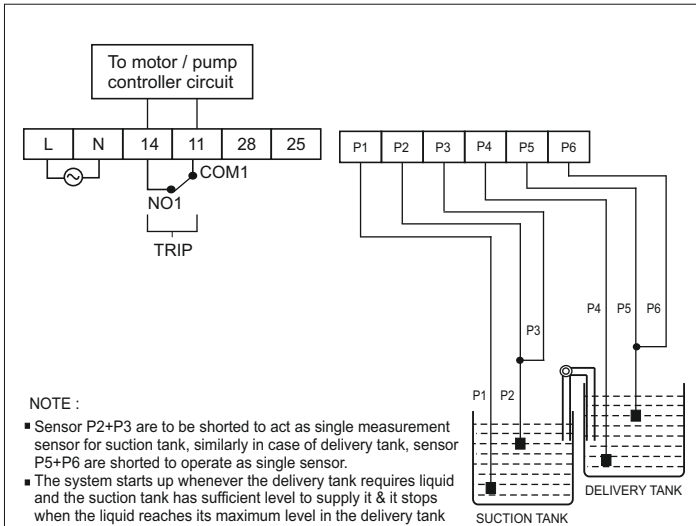 To motor / pump
controller circuit
L N 14 11 28 25
COM1
NO1
TRIP
P1 P2 P3 P4 P5 P6
P4 P5 P6
P3
P1 P2
NOTE :
▪ Sensor P2+P3 are to be shorted to act as single measurement
sensor for suction tank, similarly in case of delivery tank, sensor
P5+P6 are shorted to operate as single sensor.
▪ The system starts up whenever the delivery tank requires liquid
and the suction tank has sufficient level to supply it & it stops
when the liquid reaches its maximum level in the delivery tank
SUCTION TANK
DELIVERY TANK